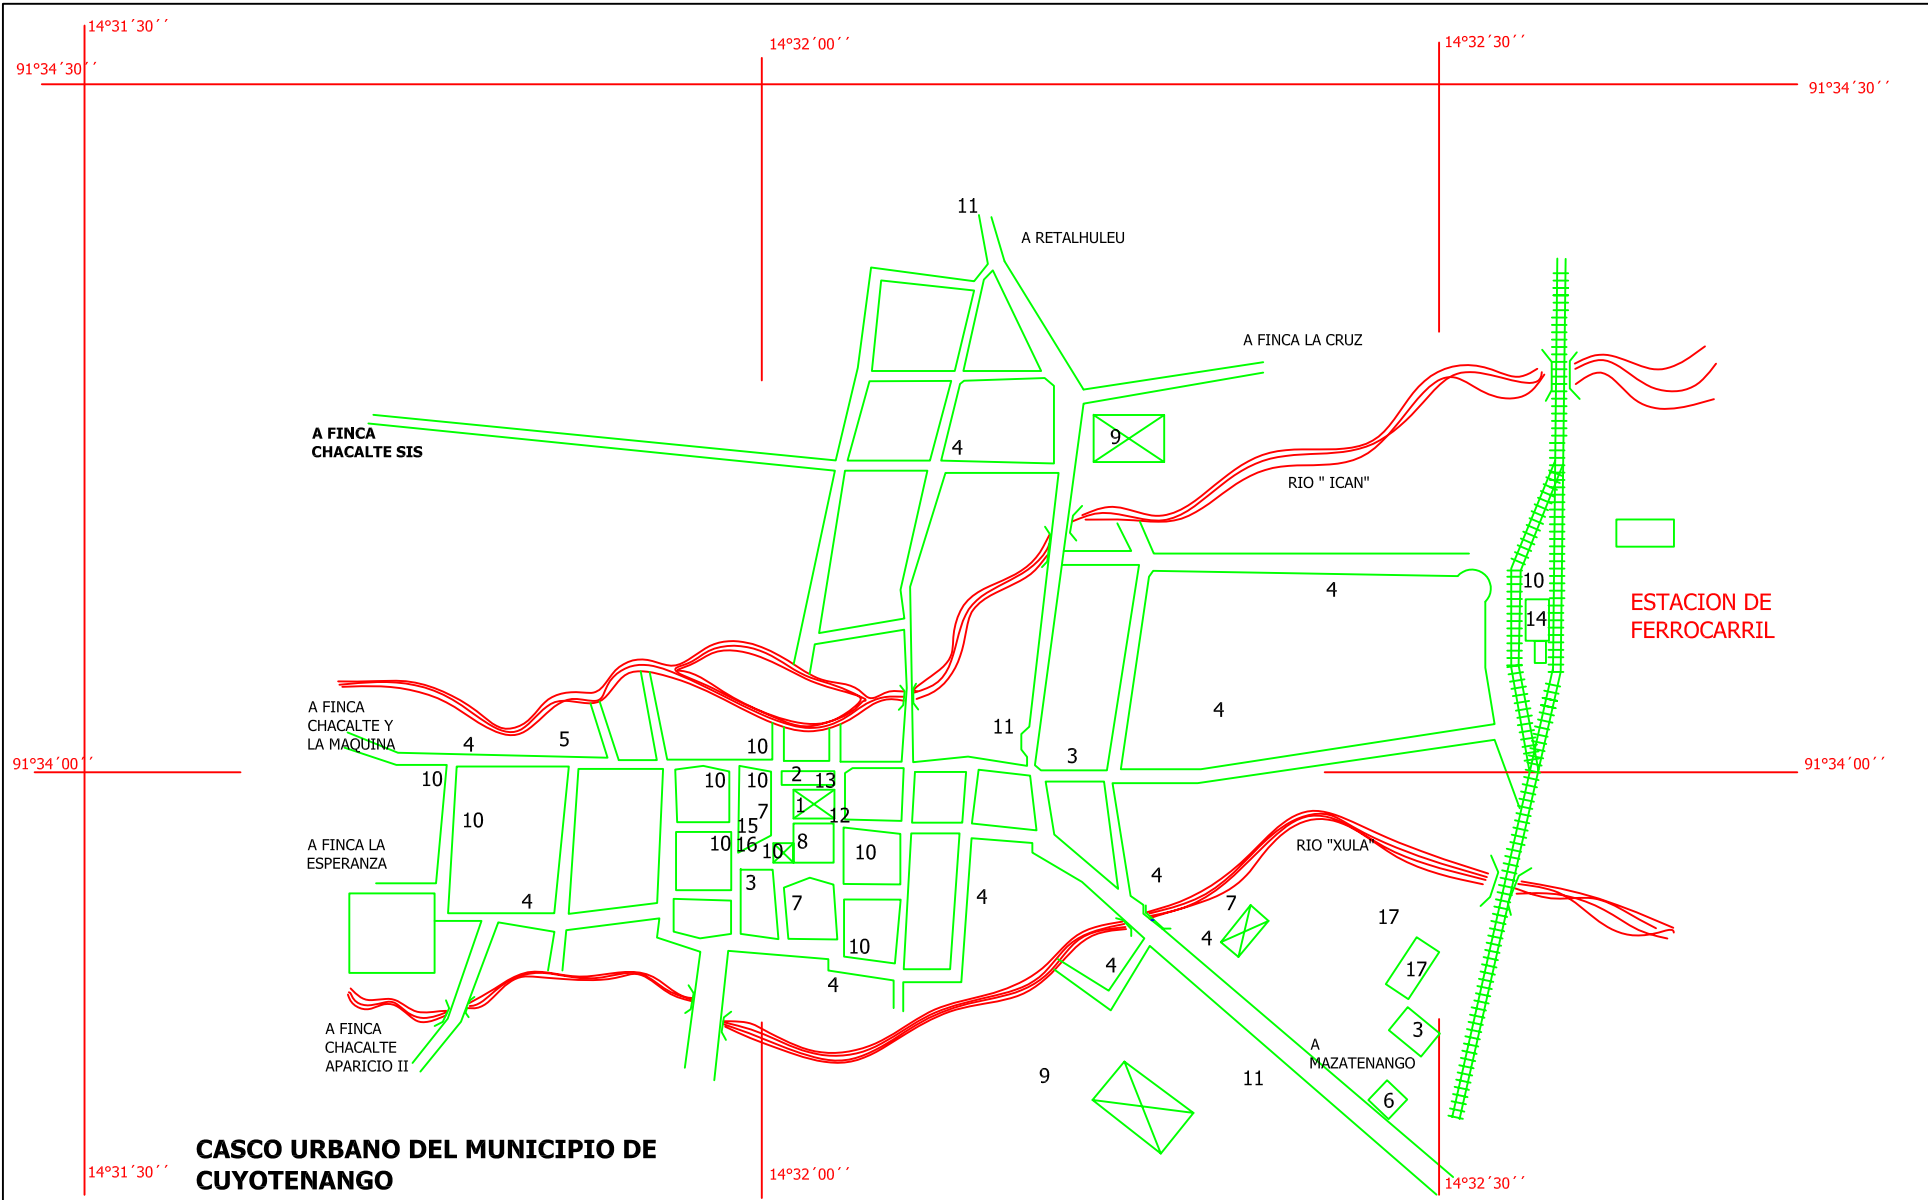 14°31´30´´
14°32´00´´
14°32´30´´
91°34´30´´
91°34´30´´
11
A RETALHULEU
A FINCA LA CRUZ
A FINCA
CHACALTE SIS
4
9
RIO " ICAN"
10
4
14
ESTACION DE
FERROCARRIL
A FINCA
CHACALTE Y
LA MAQUINA
4
5
10
11
3
4
91°34´00´´
91°34´00´´
10
10
10
2
13
10
7
1
12
15
10
16
10
8
10
RIO "XULA"
A FINCA LA
ESPERANZA
4
3
7
4
4
7
17
10
4
4
17
4
A FINCA
CHACALTE
APARICIO II
3
A
MAZATENANGO
9
11
6
CASCO URBANO DEL MUNICIPIO DE
CUYOTENANGO
14°31´30´´
14°32´00´´
14°32´30´´